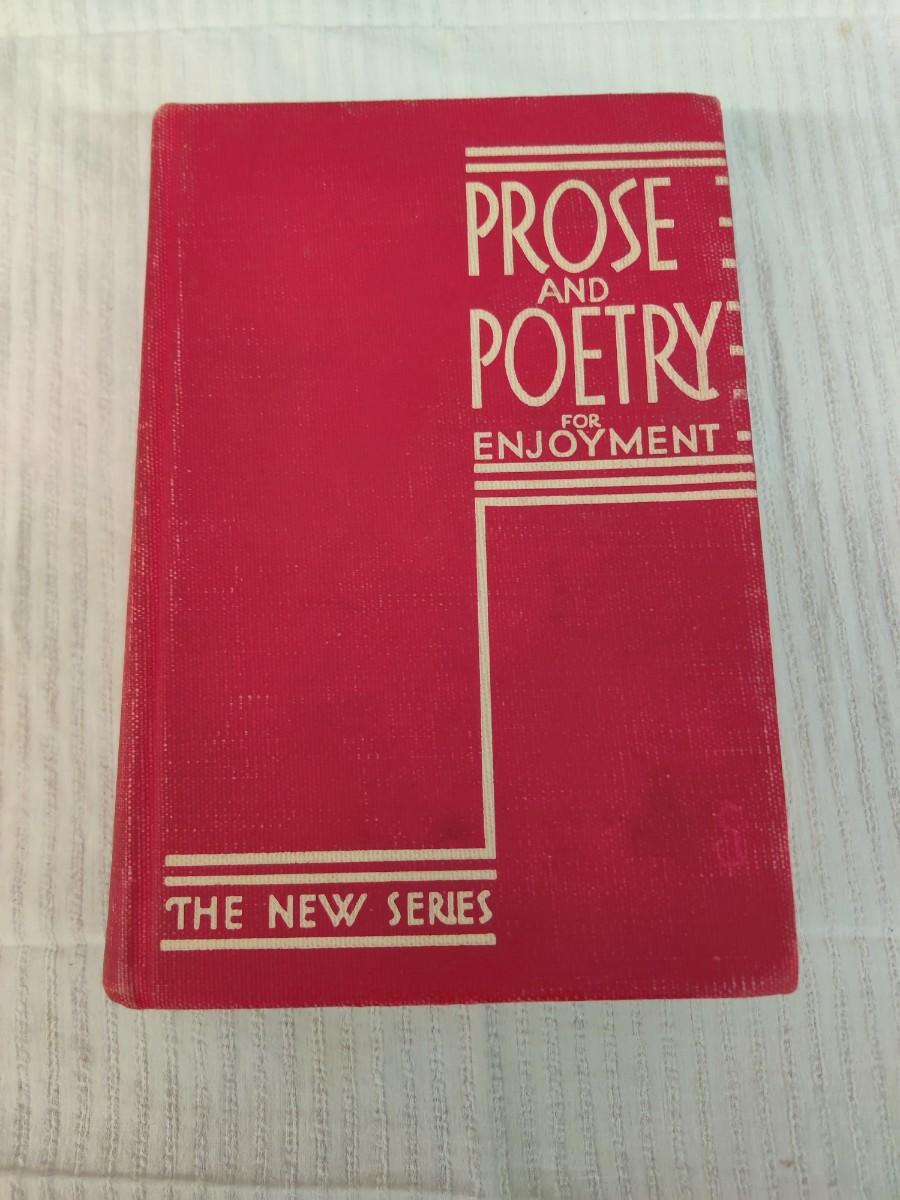 PROSE
AND
POETRY
FOR
ENJOYMENT
THE NEW SERIES